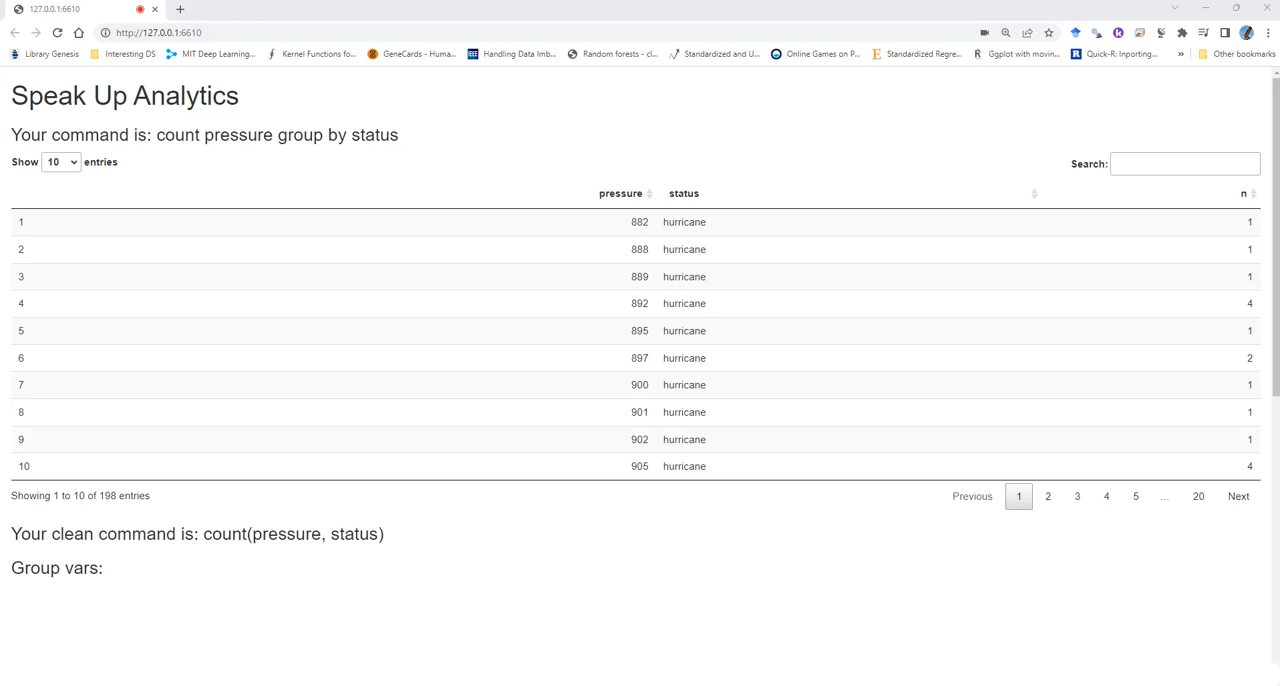 127.0.0.1:6610
http://127.0.0.1:6610
Library Genesis Interesting DS MIT Deep Learning... Kernel Functions fo... GeneCards - Huma... Handling Data Imb... Random forests - cl... Standardized and U... Online Games on P... Standardized Regre... Ggplot with movin... Quick-R: Inporting... » Other bookmarks
Speak Up Analytics
Your command is: count pressure group by status
Show 10 entries Search:
pressure status n
1 882 hurricane 1
2 888 hurricane 1
3 889 hurricane 1
4 892 hurricane 4
5 895 hurricane 1
6 897 hurricane 2
7 900 hurricane 1
8 901 hurricane 1
9 902 hurricane 1
10 905 hurricane 4
Showing 1 to 10 of 198 entries Previous 1 2 3 4 5 … 20 Next
Your clean command is: count(pressure, status)
Group vars: